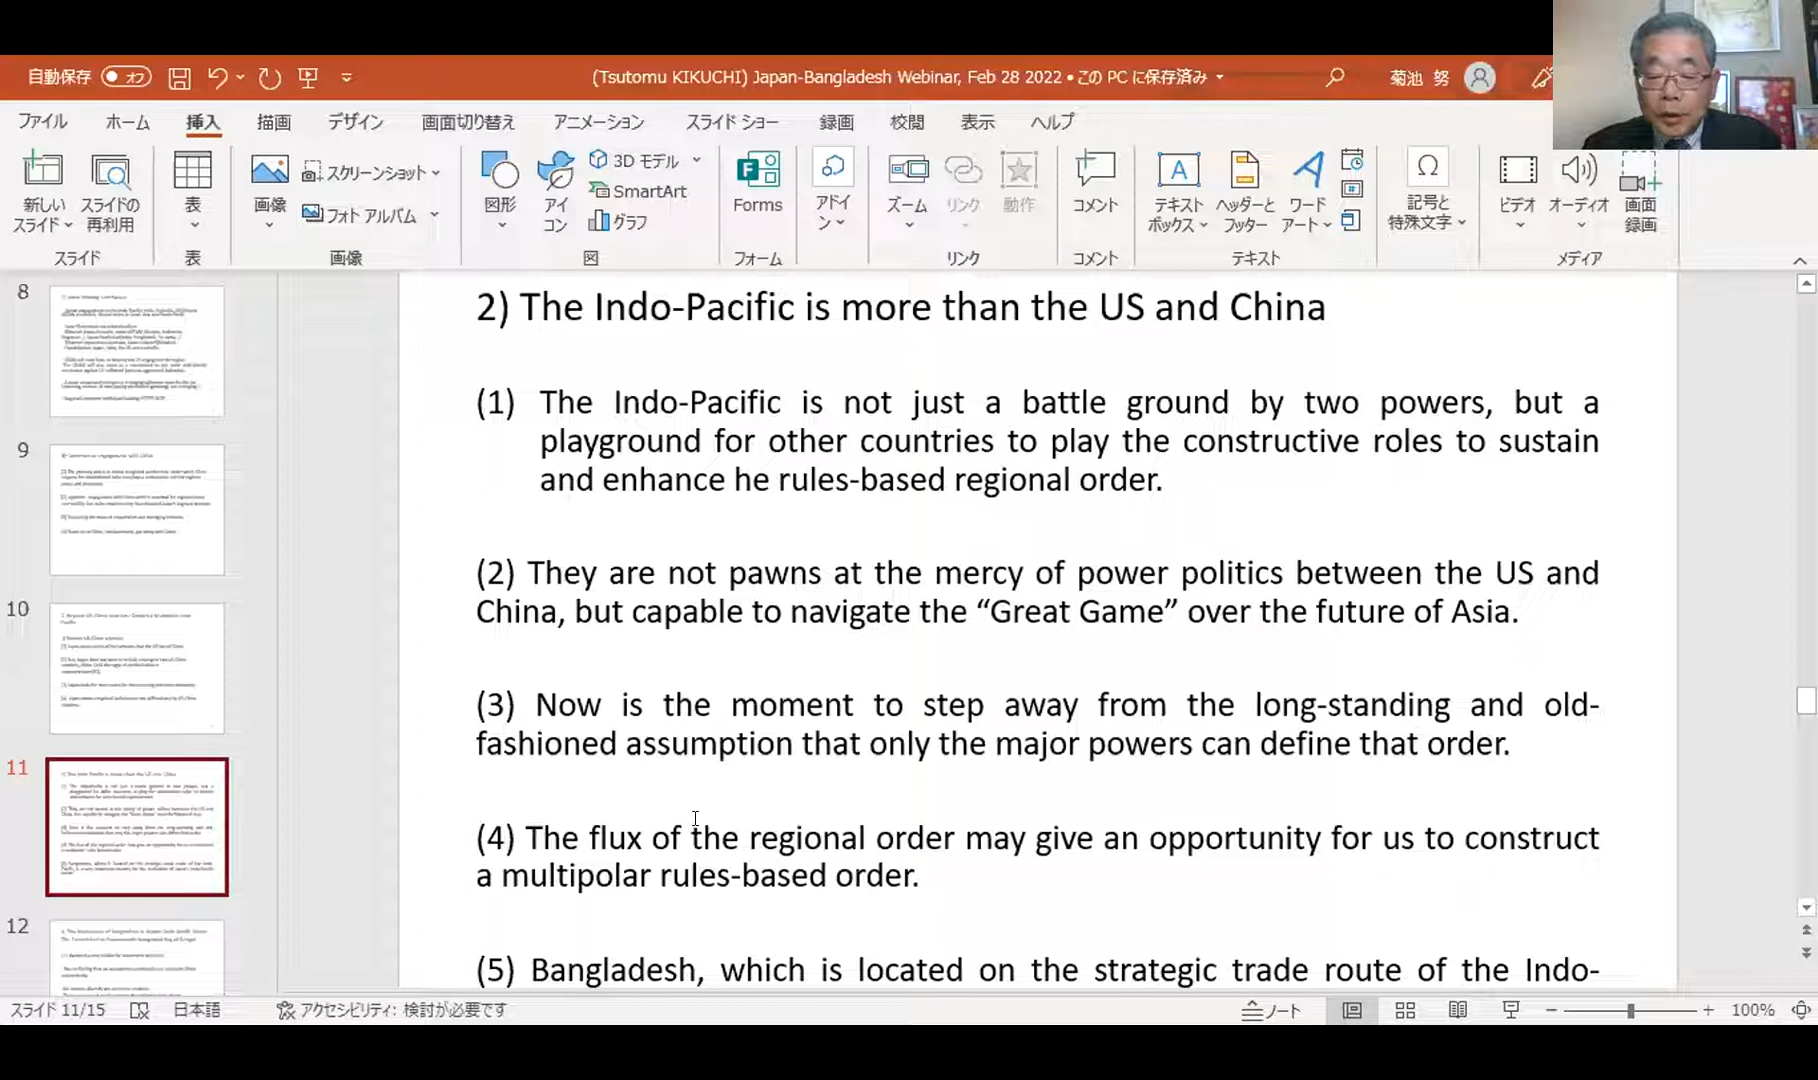 自動保存 オフ
(Tsutomu KIKUCHI) Japan-Bangladesh Webinar, Feb 28 2022 • この PC に保存済み
菊池 努
ファイル ホーム 挿入 描画 デザイン 画面切り替え アニメーション スライド ショー 録画 校閲 表示 ヘルプ
新しい
スライド
スライドの
再利用
スライド
表
表
画像
スクリーンショット
フォト アルバム
画像
図形
アイ
コン
3D モデル
SmartArt
グラフ
図
Forms
フォーム
アドイ
ン
ズーム
リンク
動作
リンク
コメント
コメント
テキスト
ボックス
ヘッダーと
フッター
ワード
アート
テキスト
記号と
特殊文字
ビデオ
オーディオ
画面
録画
メディア
8
9
10
11
12
2) The Indo-Pacific is more than the US and China
(1) The Indo-Pacific is not just a battle ground by two powers, but a
playground for other countries to play the constructive roles to sustain
and enhance he rules-based regional order.
(2) They are not pawns at the mercy of power politics between the US and
China, but capable to navigate the “Great Game” over the future of Asia.
(3) Now is the moment to step away from the long-standing and old-
fashioned assumption that only the major powers can define that order.
(4) The flux of the regional order may give an opportunity for us to construct
a multipolar rules-based order.
(5) Bangladesh, which is located on the strategic trade route of the Indo-
スライド 11/15 日本語 アクセシビリティ: 検討が必要です
ノート
100%